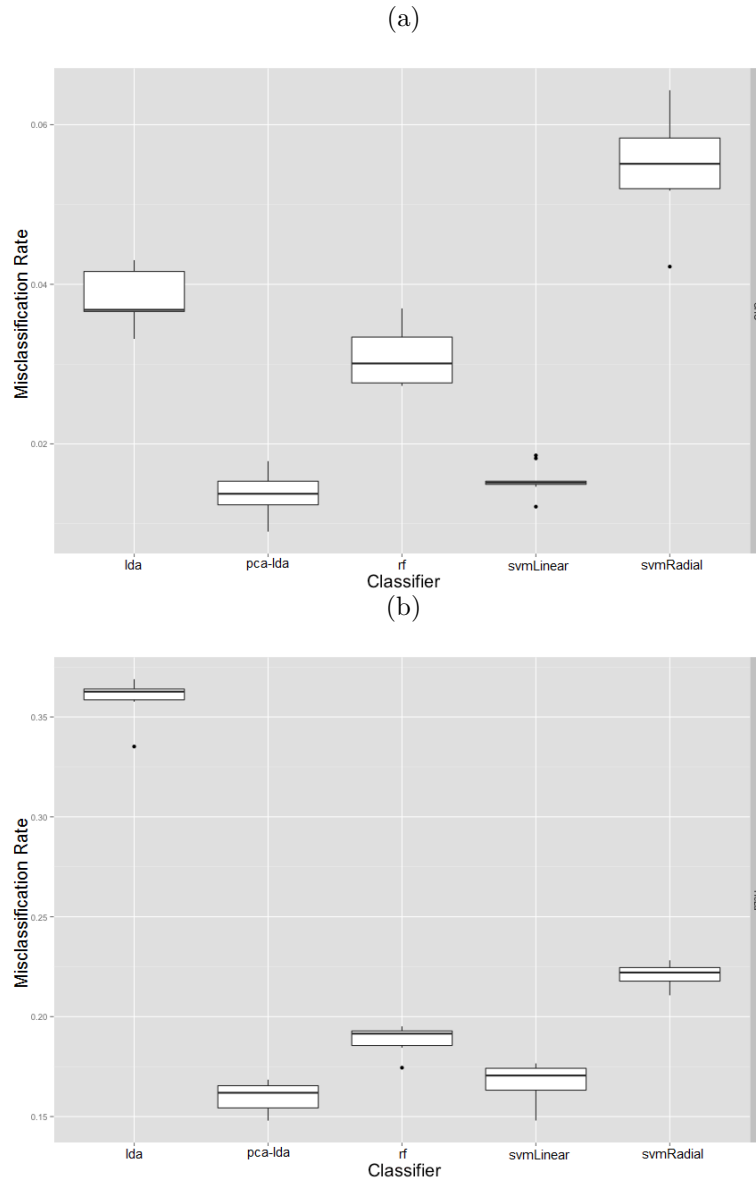 (a)
Misclassification Rate
0.06
0.04
0.02
lda pca-lda rf svmLinear svmRadial
Classifier
(b)
Misclassification Rate
0.35
0.30
0.25
0.20
0.15
lda pca-lda rf svmLinear svmRadial
Classifier